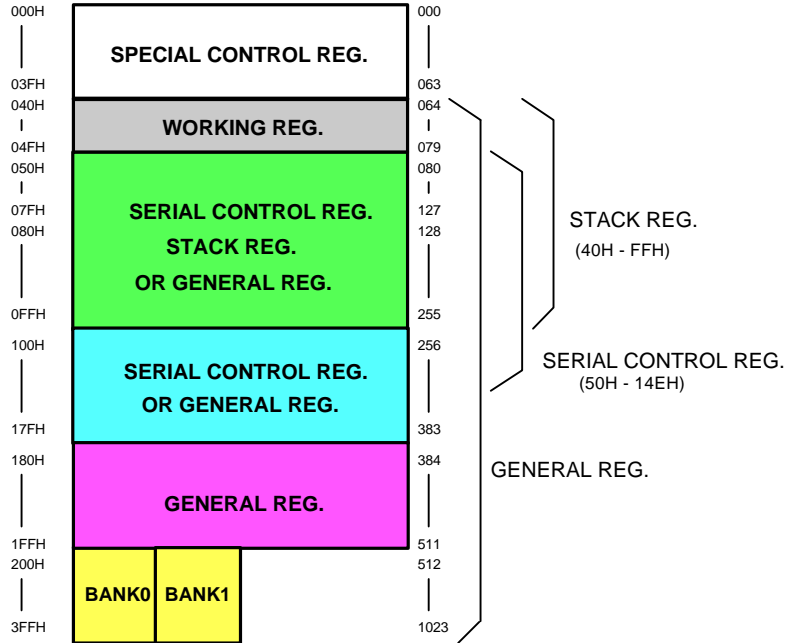 000H
000
SPECIAL CONTROL REG.
03FH
063
040H
064
WORKING REG.
04FH
079
050H
080
07FH
127
080H
128
SERIAL CONTROL REG.
STACK REG.
OR GENERAL REG.
STACK REG.
(40H - FFH)
0FFH
255
100H
256
SERIAL CONTROL REG.
OR GENERAL REG.
SERIAL CONTROL REG.
(50H - 14EH)
17FH
383
180H
384
GENERAL REG.
GENERAL REG.
1FFH
511
200H
512
BANK0
BANK1
3FFH
1023